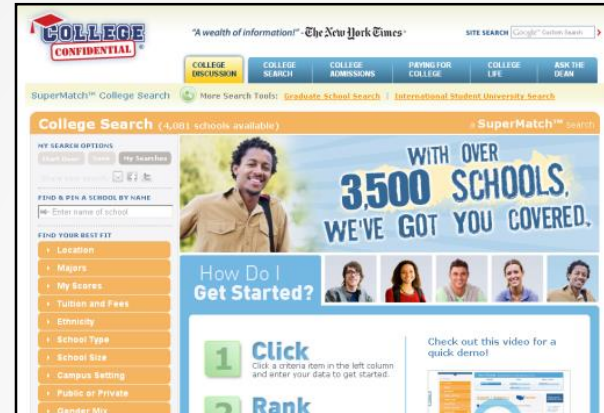 COLLEGE
CONFIDENTIAL
"A wealth of information!" - The New York Times
SITE SEARCH Google™ Custom Search
COLLEGE DISCUSSION
COLLEGE SEARCH
COLLEGE ADMISSIONS
PAYING FOR COLLEGE
COLLEGE LIFE
ASK THE DEAN
SuperMatch™ College Search
More Search Tools: Graduate School Search | International Student University Search
College Search (4,081 schools available)
SuperMatch™ Search
MY SEARCH OPTIONS
Start Over Save My Searches
FIND & PIN A SCHOOL BY NAME
Enter name of school
FIND YOUR BEST FIT
Location
Majors
My Scores
Tuition and Fees
Ethnicity
School Type
School Size
Campus Setting
Public or Private
Gender Mix
WITH OVER
3,500 SCHOOLS,
WE'VE GOT YOU COVERED.
How Do I
Get Started?
1 Click
Click a criteria item in the left column
and enter your data to get started.
2 Rank
Check out this video for a
quick demo!